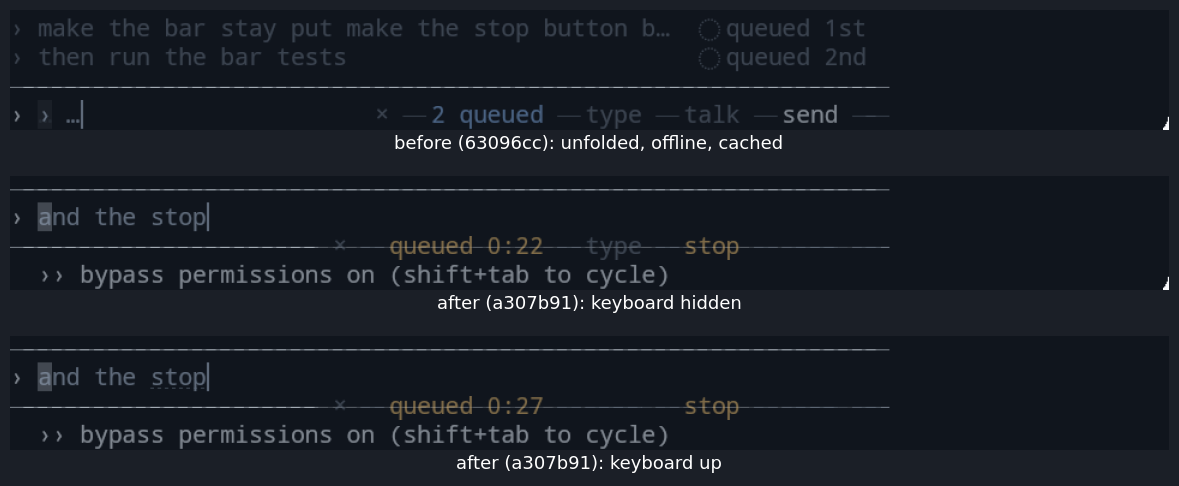 › make the bar stay put make the stop button b… ◌ queued 1st
› then run the bar tests ◌ queued 2nd
› › … × — 2 queued — type — talk — send —
before (63096cc): unfolded, offline, cached
› and the stop
× queued 0:22 type stop
›› bypass permissions on (shift+tab to cycle)
after (a307b91): keyboard hidden
› and the stop
× queued 0:27 stop
›› bypass permissions on (shift+tab to cycle)
after (a307b91): keyboard up